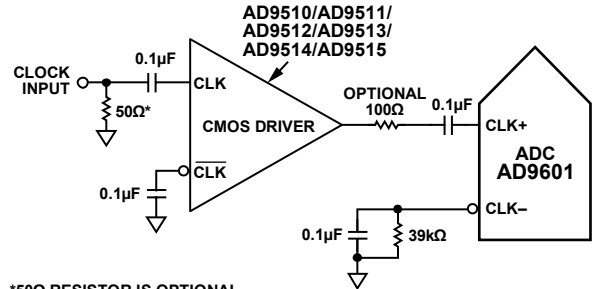 AD9510/AD9511/
AD9512/AD9513/
AD9514/AD9515
0.1µF
CLOCK
INPUT
50Ω*
CLK
CMOS DRIVER
CLK
0.1µF
OPTIONAL
100Ω
0.1µF
CLK+
ADC
AD9601
CLK–
0.1µF
39kΩ
*50Ω RESISTOR IS OPTIONAL